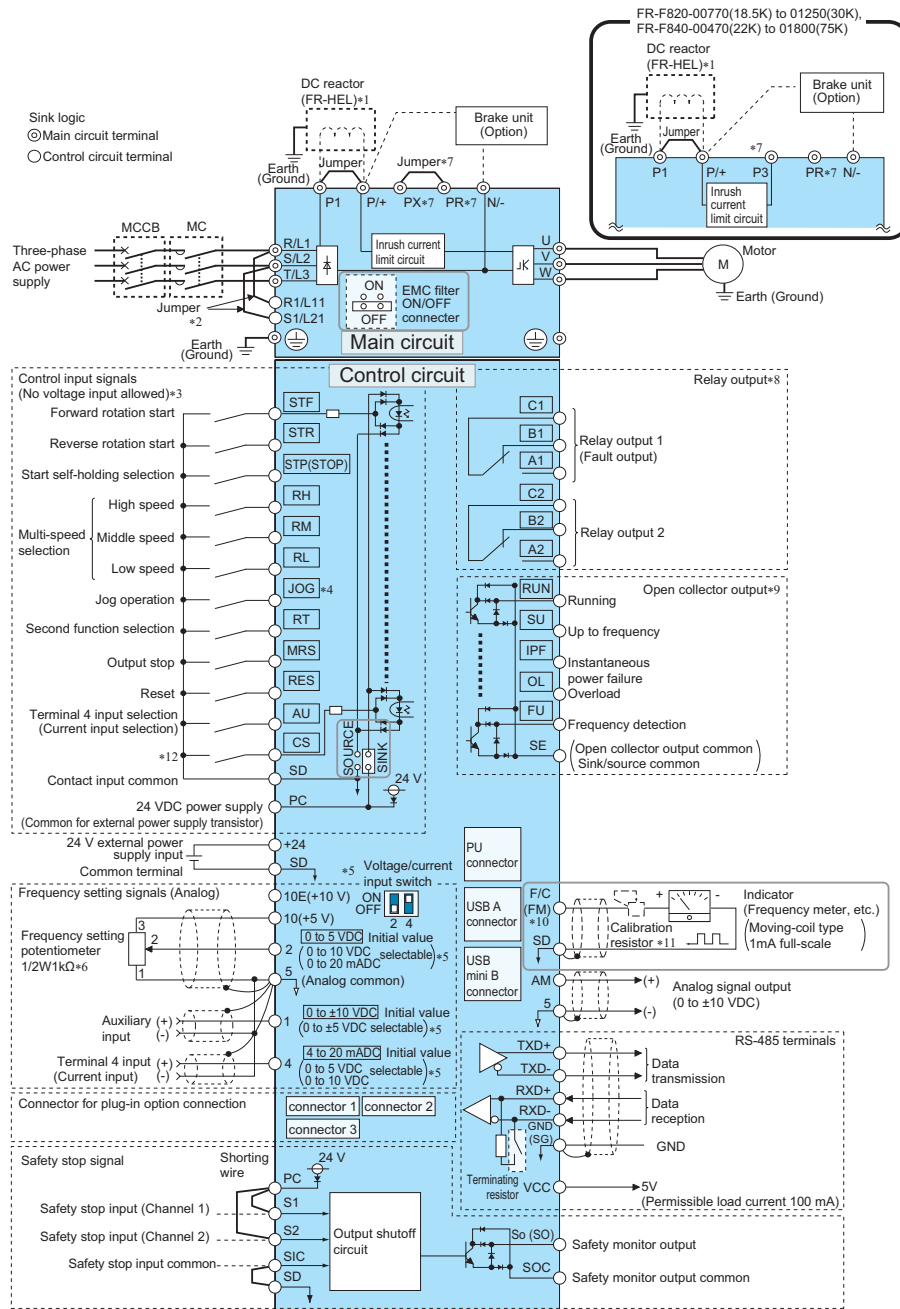 FR-F820-00770(18.5K) to 01250(30K),
FR-F840-00470(22K) to 01800(75K)
DC reactor
(FR-HEL)*1
Brake unit
(Option)
Earth
(Ground)
Jumper
*7
P1
P/+
P3
PR*7
N/-
Inrush
current
limit circuit
Sink logic
Main circuit terminal
Control circuit terminal
DC reactor
(FR-HEL)*1
Brake unit
(Option)
Earth
(Ground)
Jumper
Jumper*7
P1
P/+
PX*7
PR*7
N/-
MCCB
MC
Three-phase
AC power
supply
R/L1
S/L2
T/L3
R1/L11
S1/L21
Jumper
*2
Earth
(Ground)
Inrush current
limit circuit
ON
OFF
EMC filter
ON/OFF
connecter
Main circuit
U
V
W
Motor
M
Earth (Ground)
Control circuit
Control input signals
(No voltage input allowed)*3
Forward rotation start
STF
Reverse rotation start
STR
Start self-holding selection
STP(STOP)
Multi-speed
selection
High speed
RH
Middle speed
RM
Low speed
RL
Jog operation
JOG*4
Second function selection
RT
Output stop
MRS
Reset
RES
Terminal 4 input selection
(Current input selection)
AU
*12
CS
Contact input common
SD
SOURCE
SINK
24 V
24 VDC power supply
(Common for external power supply transistor)
PC
24 V external power
supply input
+24
Common terminal
SD
Relay output*8
C1
B1
A1
Relay output 1
(Fault output)
C2
B2
A2
Relay output 2
Open collector output*9
RUN
Running
SU
Up to frequency
IPF
Instantaneous
power failure
OL
Overload
FU
Frequency detection
SE
(Open collector output common
Sink/source common)
*5
Voltage/current
input switch
ON
OFF
2 4
Frequency setting signals (Analog)
10E(+10 V)
10(+5 V)
Frequency setting
potentiometer
1/2W1kΩ*6
3
2
1
2
0 to 5 VDC Initial value
(0 to 10 VDC
0 to 20 mADC selectable)*5
5
(Analog common)
Auxiliary
input
(+)
(-)
1
0 to ±10 VDC Initial value
(0 to ±5 VDC selectable)*5
Terminal 4 input
(Current input)
(+)
(-)
4
4 to 20 mADC Initial value
(0 to 5 VDC
0 to 10 VDC selectable)*5
PU
connector
USB A
connector
USB
mini B
connector
F/C
(FM)
*10
SD
+
-
Calibration
resistor *11
Indicator
(Frequency meter, etc.)
(Moving-coil type
1mA full-scale)
AM
(+)
5
(-)
Analog signal output
(0 to ±10 VDC)
RS-485 terminals
TXD+
TXD-
Data
transmission
RXD+
RXD-
Data
reception
GND
(SG)
GND
Terminating
resistor
VCC
5V
(Permissible load current 100 mA)
Connector for plug-in option connection
connector 1
connector 2
connector 3
Safety stop signal
Shorting
wire
24 V
PC
Safety stop input (Channel 1)
S1
Safety stop input (Channel 2)
S2
Safety stop input common
SIC
SD
Output shutoff
circuit
So (SO)
Safety monitor output
SOC
Safety monitor output common